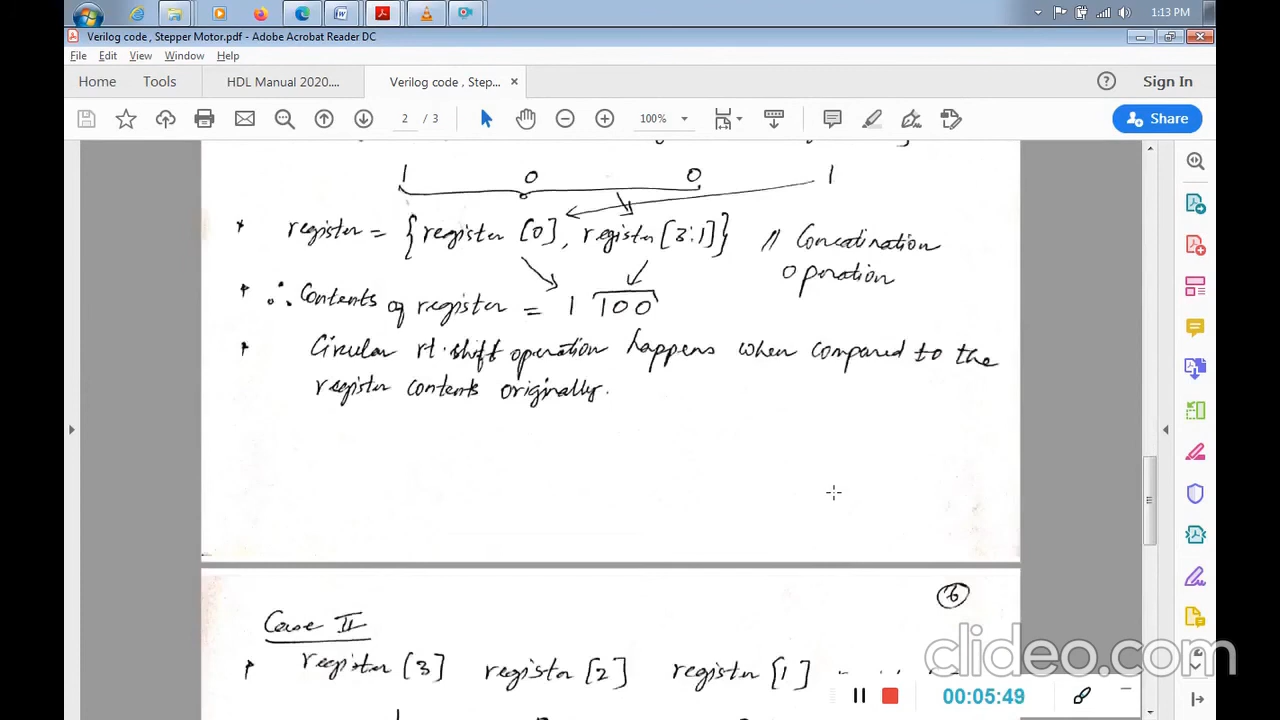 1:13 PM
Verilog code , Stepper Motor.pdf - Adobe Acrobat Reader DC
File Edit View Window Help
Home Tools HDL Manual 2020.... Verilog code , Step... × Sign In
2 / 3 100% Share
1 0 0 1
* register = {register [0], register [3:1]} // Concatination
operation
* ∴ Contents of register = 1 100
* Circular rt. shift operation happens when compared to the
register contents originally.
6
Case II
* register [3] register [2] register [1]
clideo.com
00:05:49